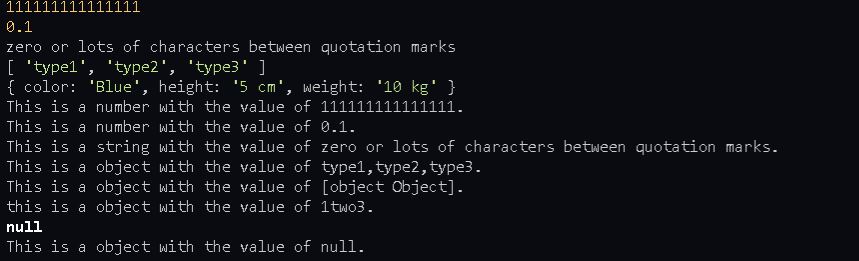 111111111111111
0.1
zero or lots of characters between quotation marks
[ 'type1', 'type2', 'type3' ]
{ color: 'Blue', height: '5 cm', weight: '10 kg' }
This is a number with the value of 111111111111111.
This is a number with the value of 0.1.
This is a string with the value of zero or lots of characters between quotation marks.
This is a object with the value of type1,type2,type3.
This is a object with the value of [object Object].
this is a object with the value of 1two3.
null
This is a object with the value of null.